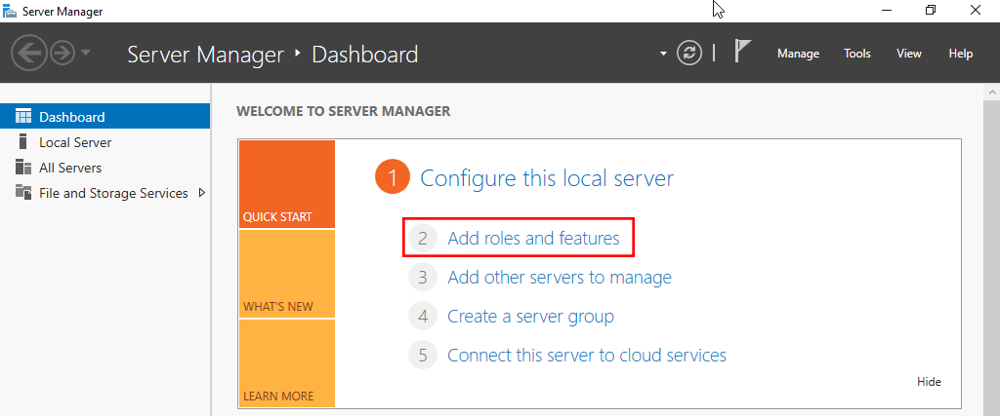 Server Manager
Server Manager ‣ Dashboard
Manage Tools View Help
Dashboard
Local Server
All Servers
File and Storage Services
WELCOME TO SERVER MANAGER
QUICK START
WHAT'S NEW
LEARN MORE
1 Configure this local server
2 Add roles and features
3 Add other servers to manage
4 Create a server group
5 Connect this server to cloud services
Hide